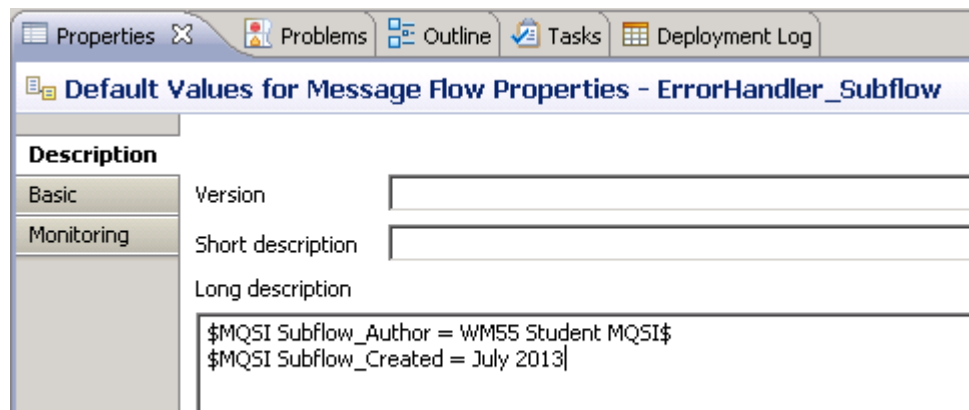 Properties Problems Outline Tasks Deployment Log
Default Values for Message Flow Properties - ErrorHandler_Subflow
Description
Basic
Monitoring
Version
Short description
Long description
$MQSI Subflow_Author = WM55 Student MQSI$
$MQSI Subflow_Created = July 2013